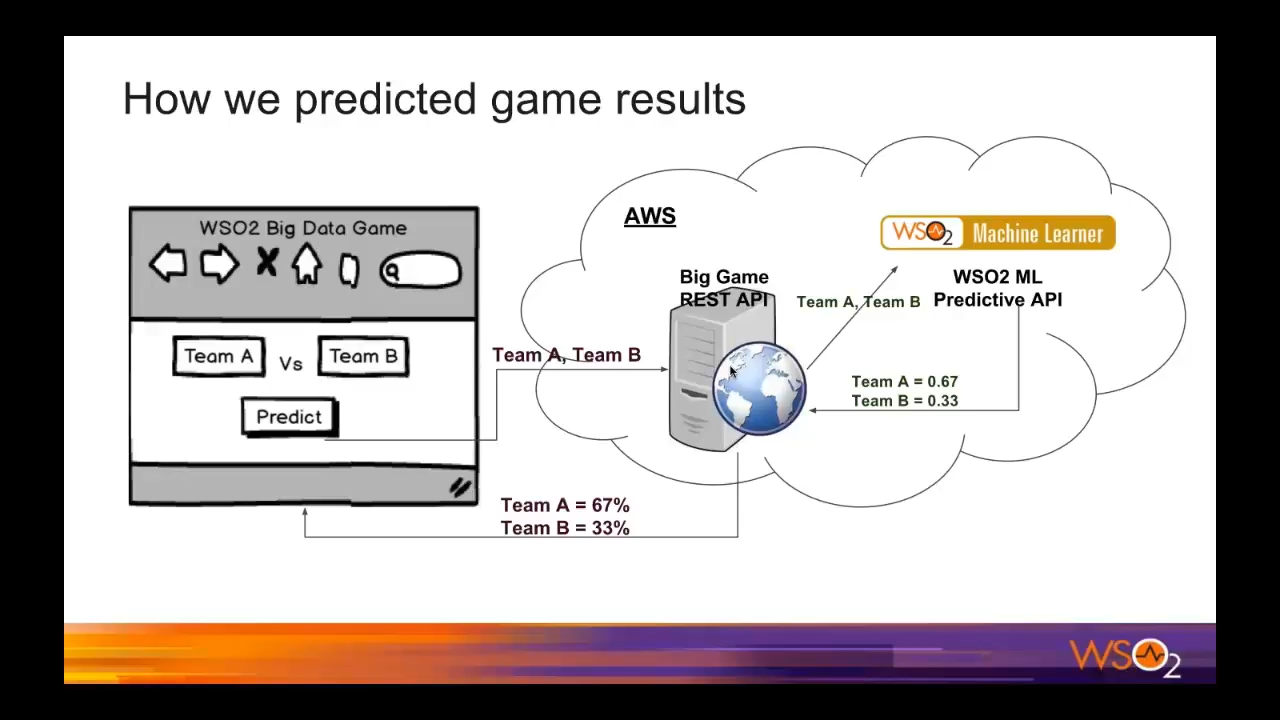 How we predicted game results
WSO2 Big Data Game
Team A
Vs
Team B
Predict
AWS
Team A, Team B
Big Game
REST API
Team A, Team B
WSO2 Machine Learner
WSO2 ML
Predictive API
Team A = 0.67
Team B = 0.33
Team A = 67%
Team B = 33%
WSO2